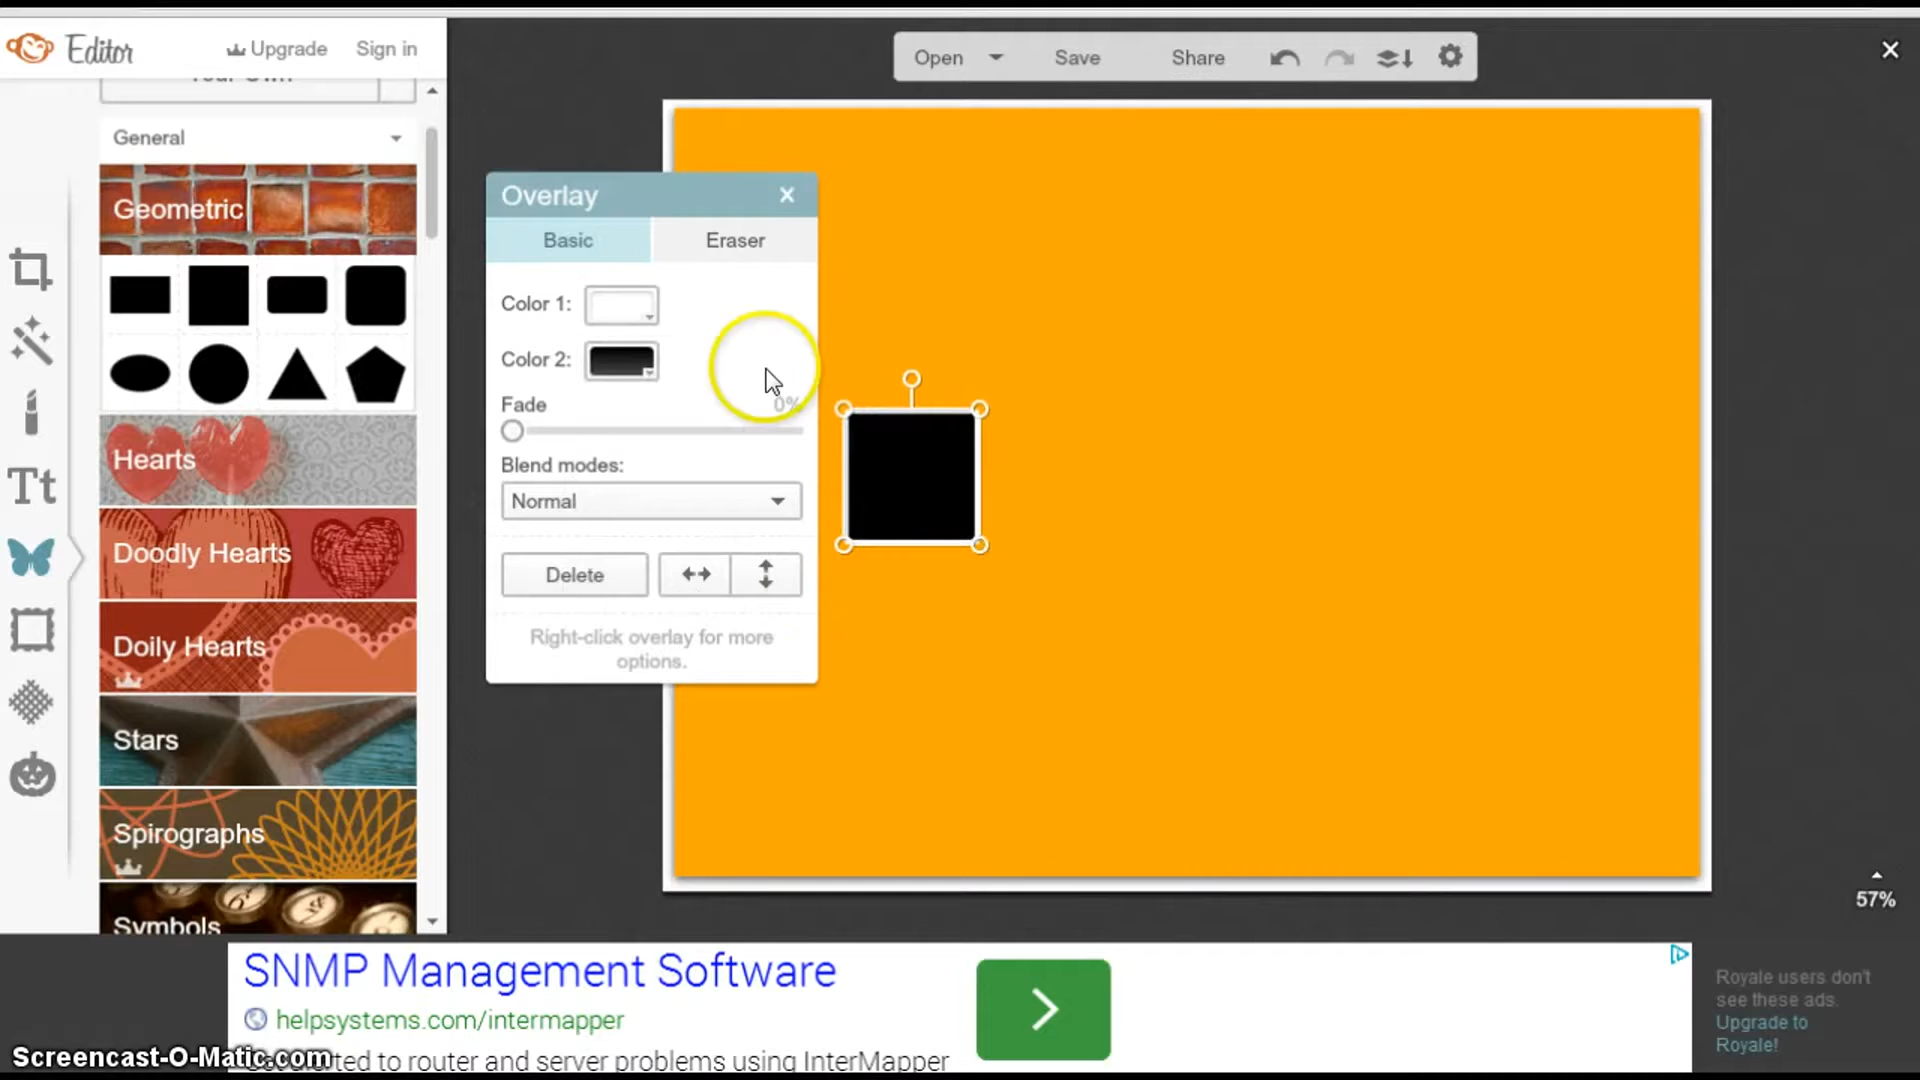 Editor
Upgrade
Sign in
Your Own
General
Geometric
Hearts
Doodly Hearts
Doily Hearts
Stars
Spirographs
Symbols
Open
Save
Share
Overlay
Basic
Eraser
Color 1:
Color 2:
Fade
0%
Blend modes:
Normal
Delete
Right-click overlay for more
options.
57%
SNMP Management Software
helpsystems.com/intermapper
to router and server problems using InterMapper
Royale users don't
see these ads.
Upgrade to
Royale!
Screencast-O-Matic.com